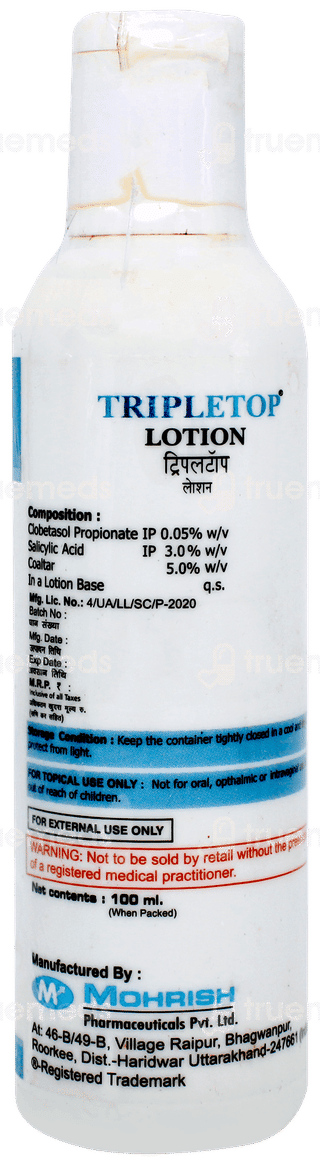 TRIPLETOP®
LOTION
ट्रिपलटॉप
लोशन
Composition :
Clobetasol Propionate IP 0.05% w/v
Salicylic Acid IP 3.0% w/v
Coaltar 5.0% w/v
In a Lotion Base q.s.
Mfg. Lic. No.: 4/UA/LL/SC/P-2020
Batch No :
Mfg. Date :
Exp Date :
M.R.P. ₹ :
Inclusive of all Taxes
Storage Condition : Keep the container tightly closed in a cool and
protect from light.
FOR TOPICAL USE ONLY : Not for oral, opthalmic or intravaginal
out of reach of children.
FOR EXTERNAL USE ONLY
WARNING: Not to be sold by retail without the
of a registered medical practitioner.
Net contents : 100 ml.
(When Packed)
Manufactured By :
M MOHRISH
Pharmaceuticals Pvt. Ltd.
At: 46-B/49-B, Village Raipur, Bhagwanpur,
Roorkee, Dist.-Haridwar Uttarakhand-247661
®-Registered Trademark
truemeds